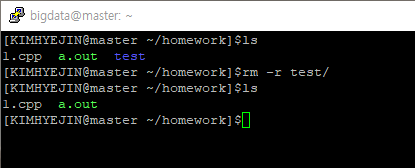 bigdata@master: ~
[KIMHYEJIN@master ~/homework]$ls
1.cpp  a.out  test
[KIMHYEJIN@master ~/homework]$rm -r test/
[KIMHYEJIN@master ~/homework]$ls
1.cpp  a.out
[KIMHYEJIN@master ~/homework]$